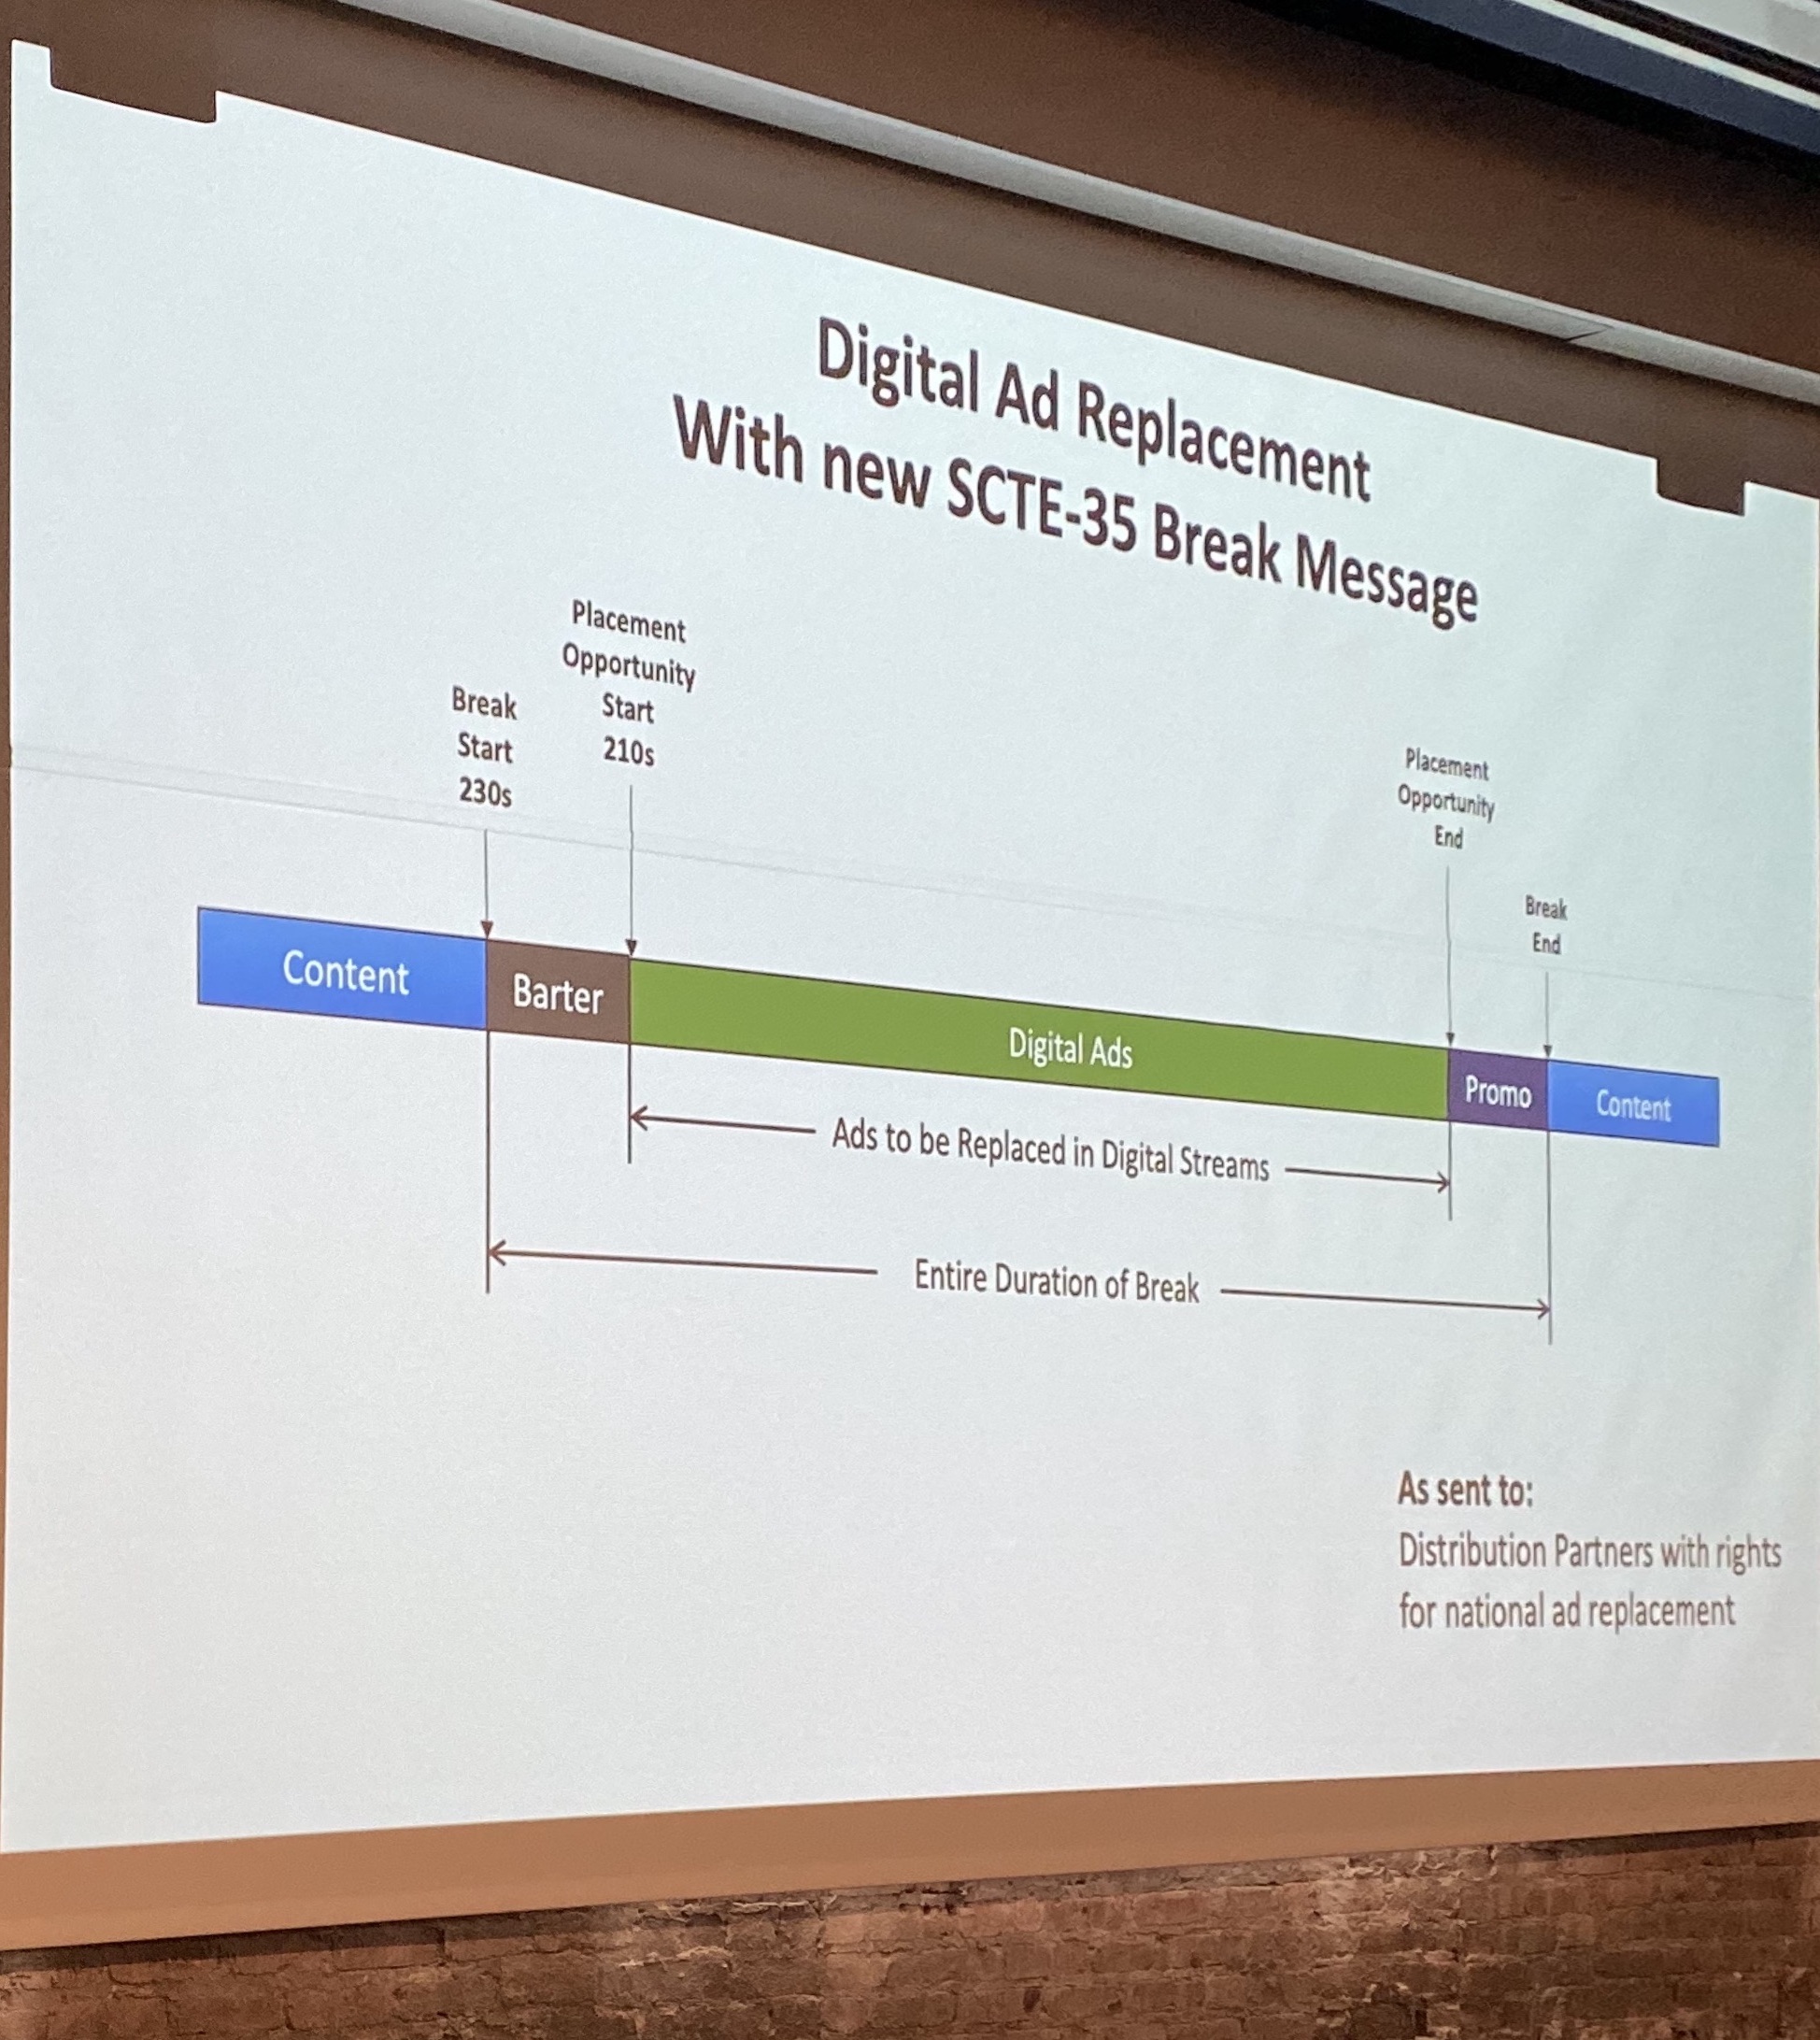 Digital Ad Replacement
With new SCTE-35 Break Message
Placement
Opportunity
Start
210s
Break
Start
230s
Placement
Opportunity
End
Break
End
Content
Barter
Digital Ads
Promo
Content
Ads to be Replaced in Digital Streams
Entire Duration of Break
As sent to:
Distribution Partners with rights
for national ad replacement